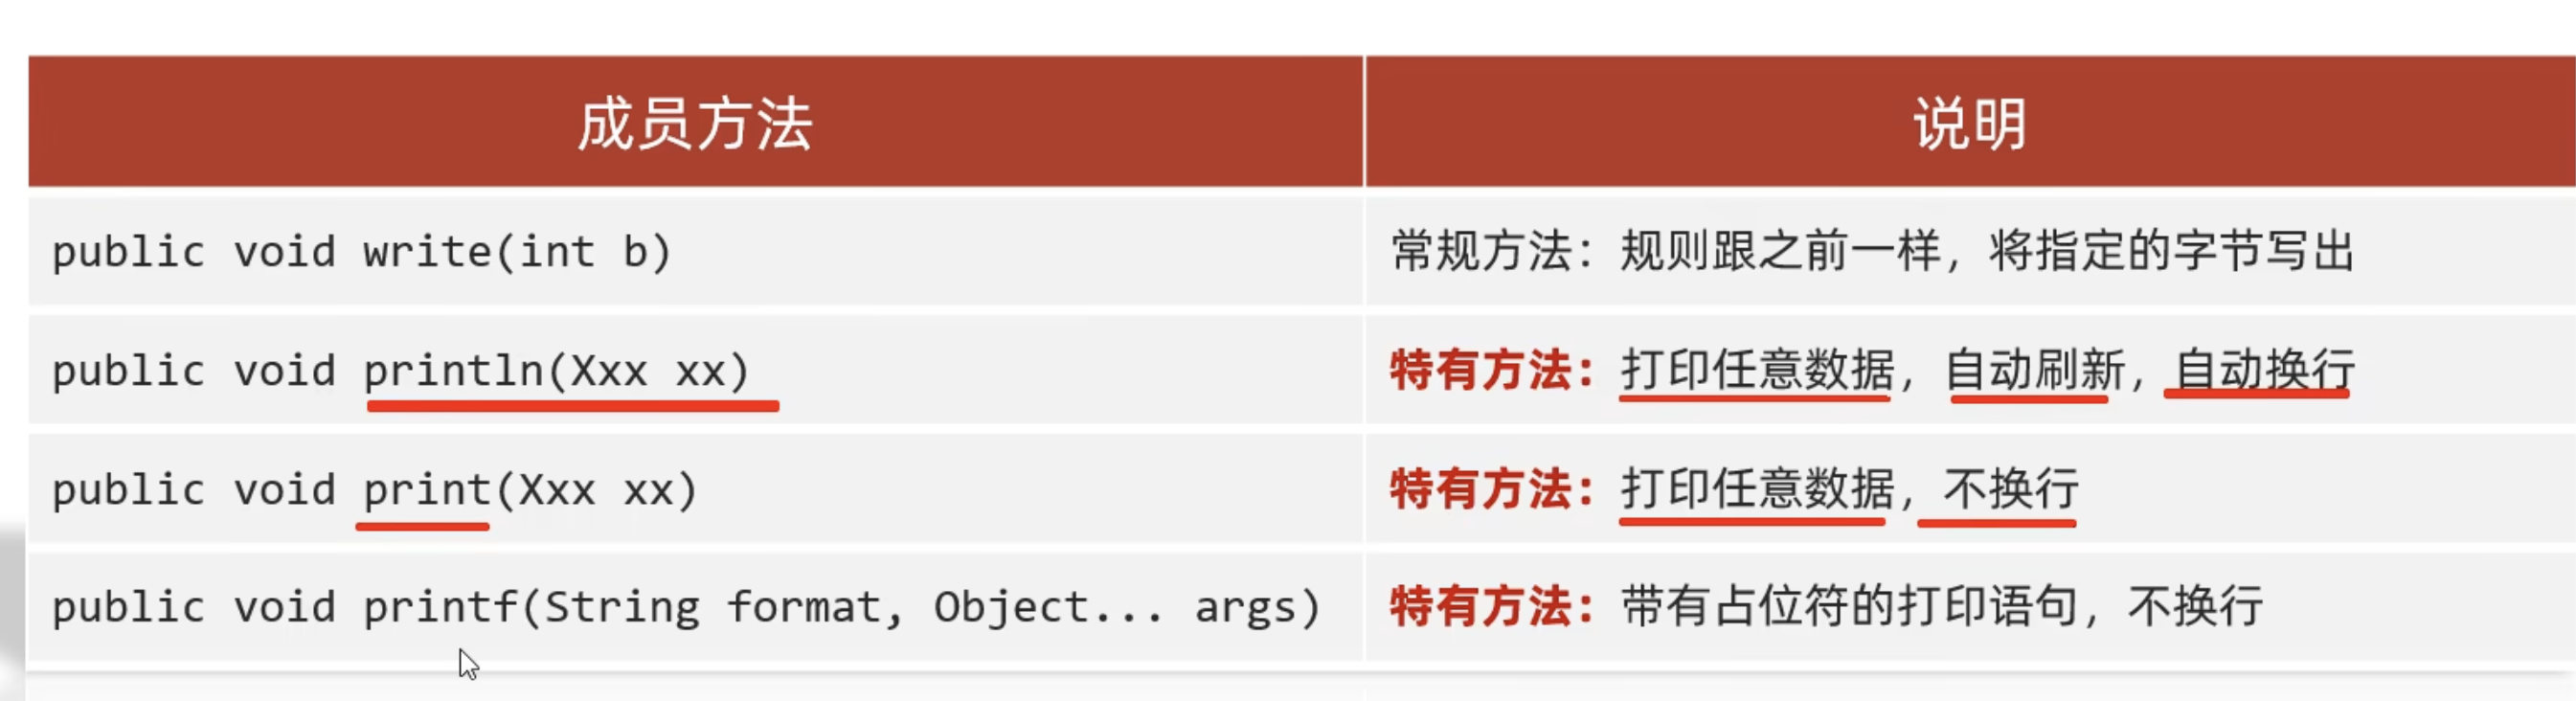 成员方法 说明
public void write(int b) 常规方法：规则跟之前一样，将指定的字节写出
public void println(Xxx xx) 特有方法：打印任意数据，自动刷新，自动换行
public void print(Xxx xx) 特有方法：打印任意数据，不换行
public void printf(String format, Object... args) 特有方法：带有占位符的打印语句，不换行